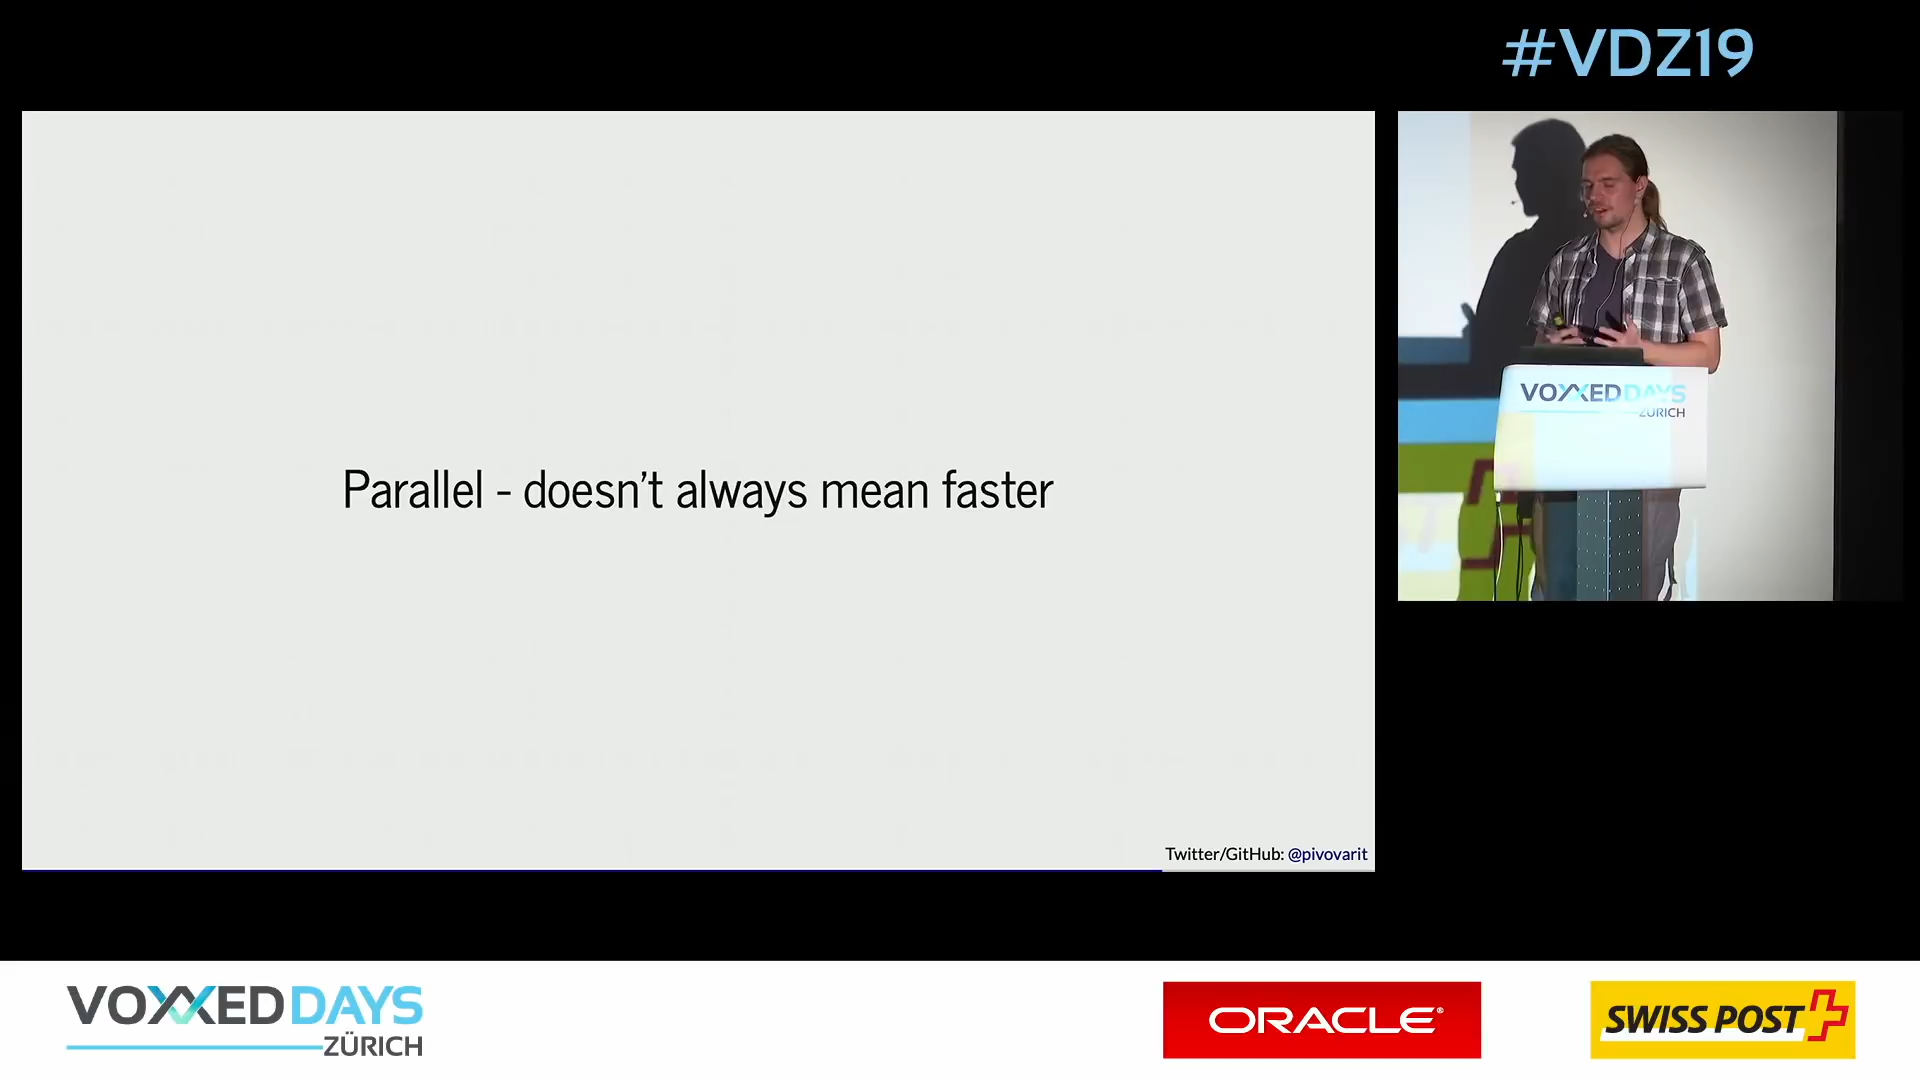 #VDZ19
Parallel - doesn't always mean faster
Twitter/GitHub: @pivovarit
VOXXED DAYS
ZÜRICH
VOXXED DAYS
ZÜRICH
ORACLE®
SWISS POST